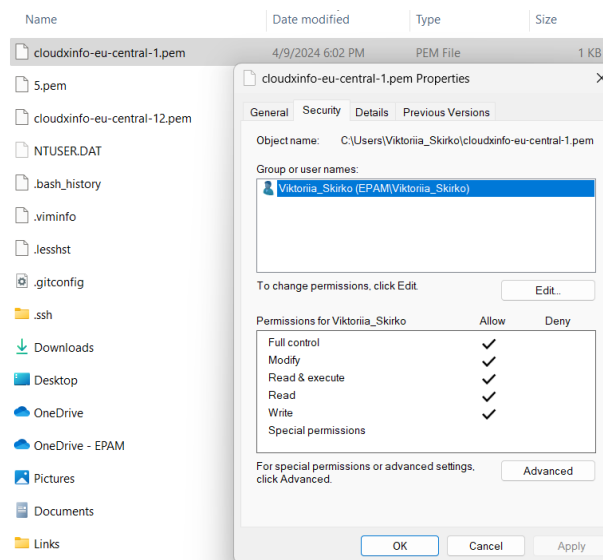 Name Date modified Type Size
cloudxinfo-eu-central-1.pem 4/9/2024 6:02 PM PEM File 1 KB
5.pem
cloudxinfo-eu-central-12.pem
NTUSER.DAT
.bash_history
.viminfo
.lesshst
.gitconfig
.ssh
Downloads
Desktop
OneDrive
OneDrive - EPAM
Pictures
Documents
Links
cloudxinfo-eu-central-1.pem Properties
General Security Details Previous Versions
Object name: C:\Users\Viktoriia_Skirko\cloudxinfo-eu-central-1.pem
Group or user names:
Viktoriia_Skirko (EPAM\Viktoriia_Skirko)
To change permissions, click Edit.
Edit...
Permissions for Viktoriia_Skirko Allow Deny
Full control
Modify
Read & execute
Read
Write
Special permissions
For special permissions or advanced settings,
click Advanced.
Advanced
OK Cancel Apply